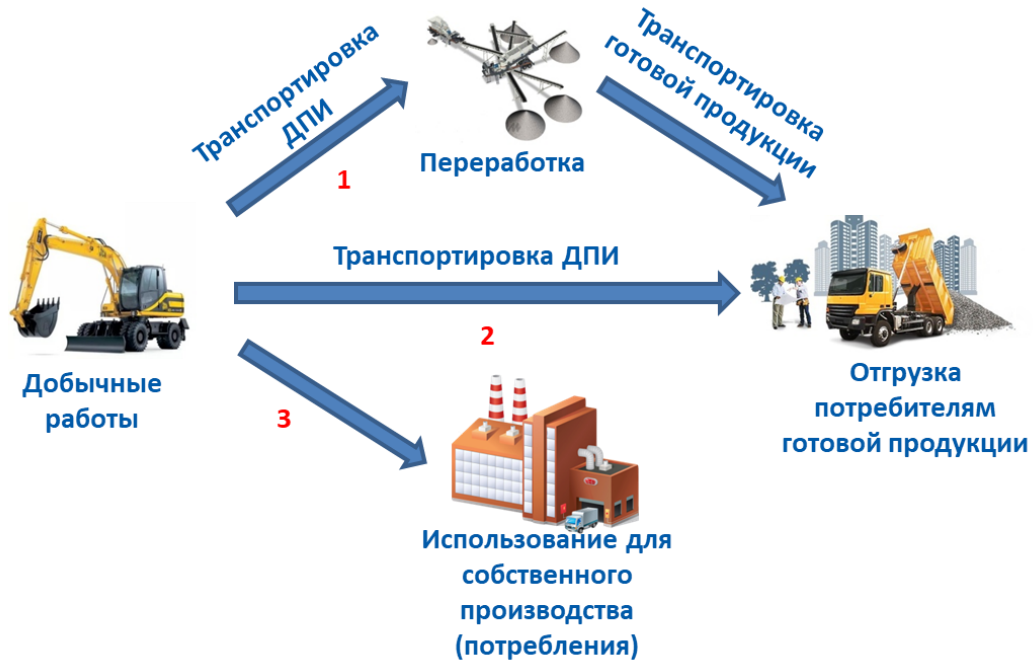 Транспортировка
ДПИ
1
Переработка
Транспортировка
готовой продукции
Транспортировка ДПИ
2
Добычные
работы
3
Отгрузка
потребителям
готовой продукции
Использование для
собственного
производства
(потребления)